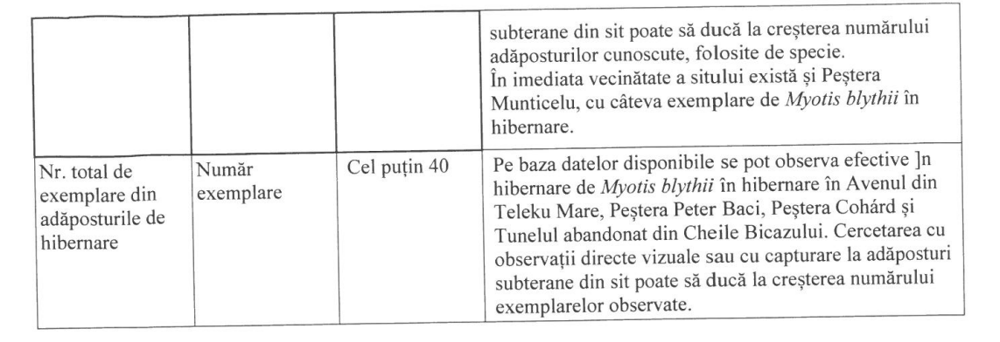 subterane din sit poate să ducă la creșterea numărului
adăposturilor cunoscute, folosite de specie.
În imediata vecinătate a sitului există și Peștera
Munticelu, cu câteva exemplare de Myotis blythii în
hibernare.
Nr. total de
exemplare din
adăposturile de
hibernare
Număr
exemplare
Cel puțin 40
Pe baza datelor disponibile se pot observa efective ]n
hibernare de Myotis blythii în hibernare în Avenul din
Teleku Mare, Peștera Peter Baci, Peștera Cohárd și
Tunelul abandonat din Cheile Bicazului. Cercetarea cu
observații directe vizuale sau cu capturare la adăposturi
subterane din sit poate să ducă la creșterea numărului
exemplarelor observate.